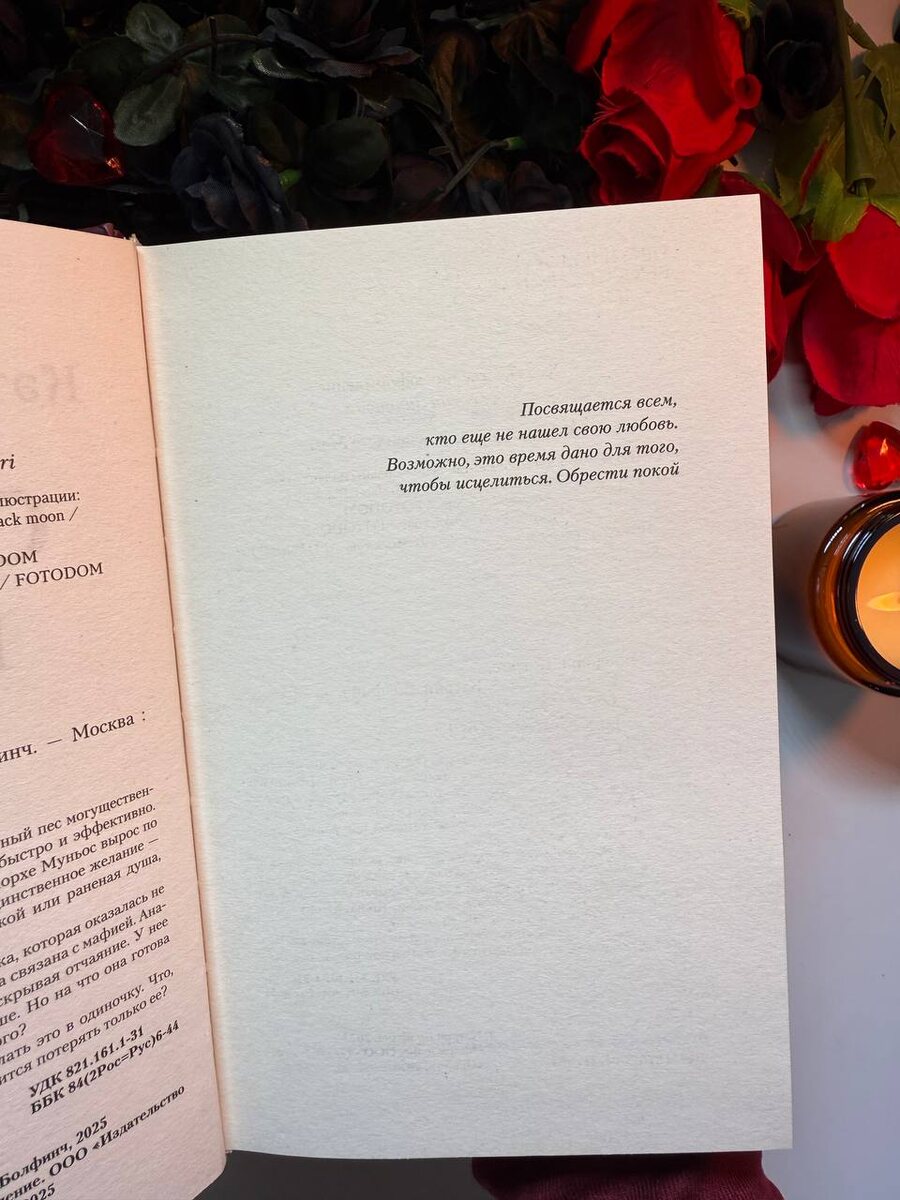 ri
люстрации:
ack moon /
DOM
/ FOTODOM
инч. — Москва :
ный пес могуществен-
быстро и эффективно.
орхе Муньос вырос по
динственное желание –
кой или раненая душа,
ка, которая оказалась не
а связана с мафией. Ана-
скрывая отчаяние. У нее
ше. Но на что она готова
ого?
лать это в одиночку. Что,
ится потерять только ее?
УДК 821.161.1-31
ББК 84(2Рос=Рус)6-44
Болфинч, 2025
ление. ООО «Издательство
2025
Посвящается всем,
кто еще не нашел свою любовь.
Возможно, это время дано для того,
чтобы исцелиться. Обрести покой